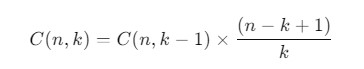 C(n, k) = C(n, k − 1) × (n − k + 1) / k